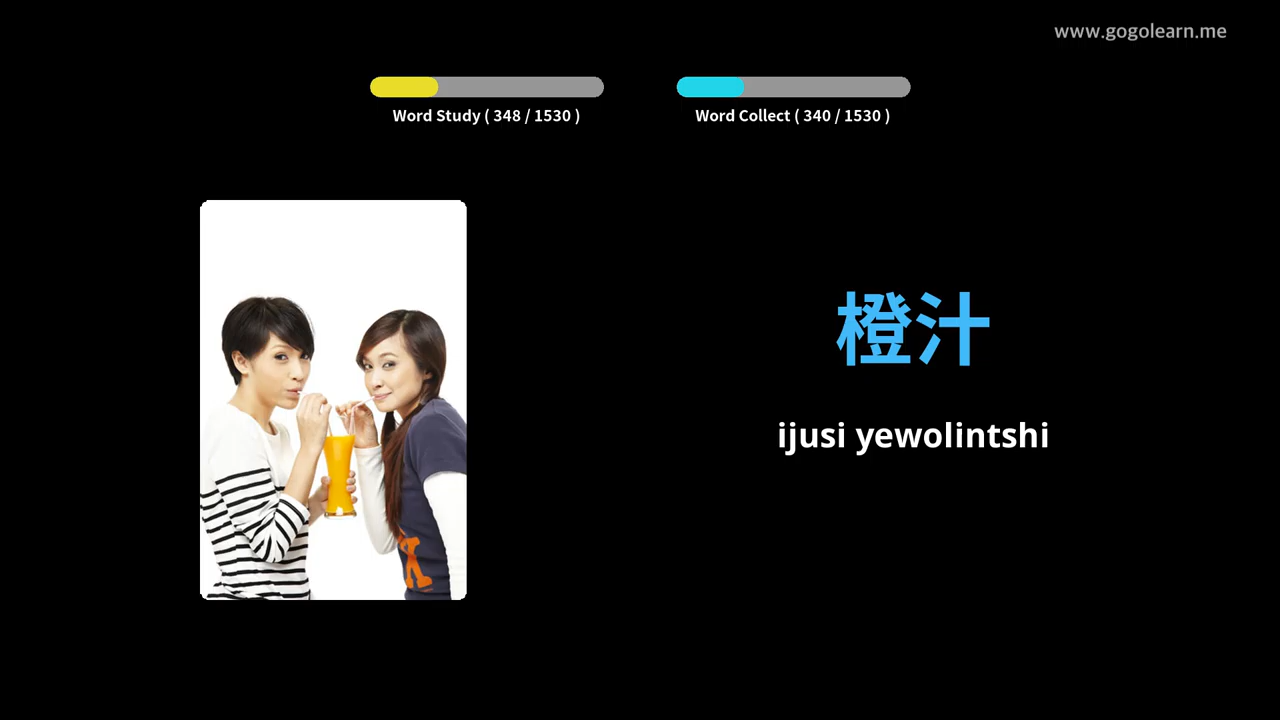 www.gogolearn.me
Word Study ( 348 / 1530 )
Word Collect ( 340 / 1530 )
橙汁
ijusi yewolintshi